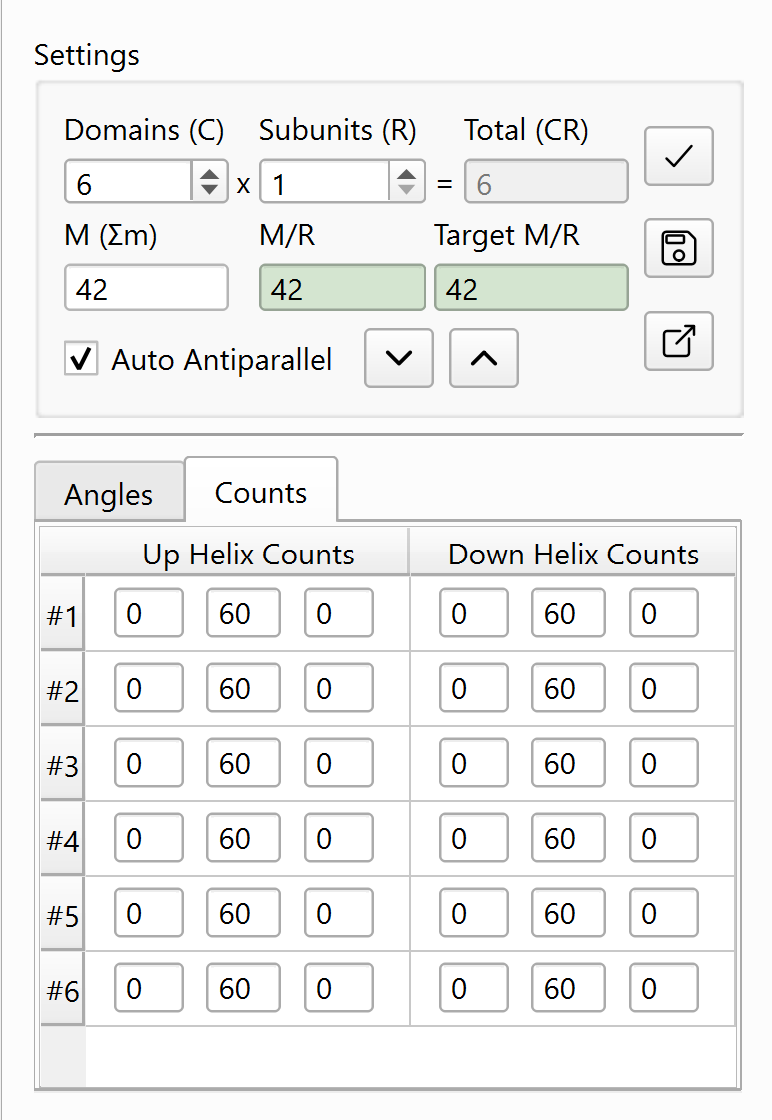 Settings
Domains (C) Subunits (R) Total (CR)
6 x 1 = 6
M (Σm) M/R Target M/R
42 42 42
Auto Antiparallel
Angles Counts
Up Helix Counts Down Helix Counts
#1 0 60 0 0 60 0
#2 0 60 0 0 60 0
#3 0 60 0 0 60 0
#4 0 60 0 0 60 0
#5 0 60 0 0 60 0
#6 0 60 0 0 60 0